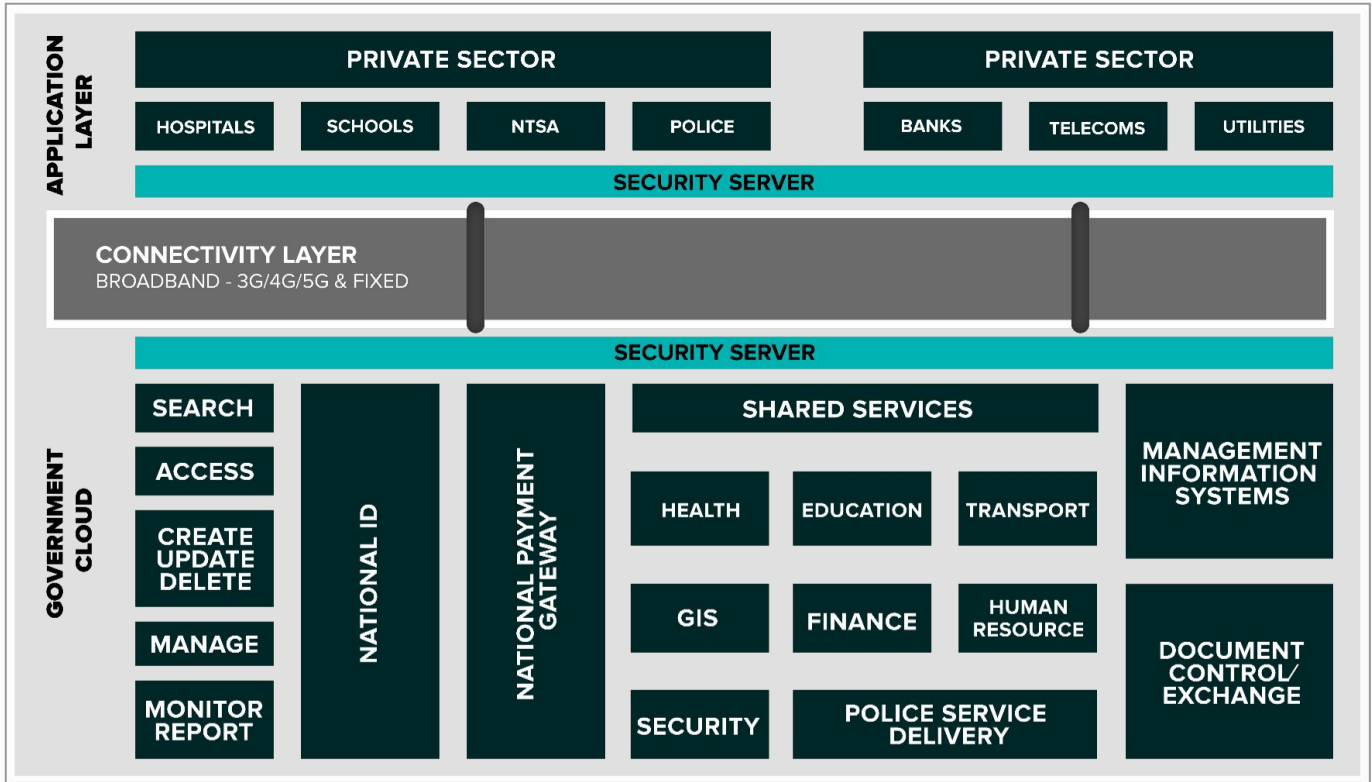 APPLICATION
LAYER
PRIVATE SECTOR
HOSPITALS
SCHOOLS
NTSA
POLICE
PRIVATE SECTOR
BANKS
TELECOMS
UTILITIES
SECURITY SERVER
CONNECTIVITY LAYER
BROADBAND - 3G/4G/5G & FIXED
SECURITY SERVER
GOVERNMENT
CLOUD
SEARCH
ACCESS
CREATE
UPDATE
DELETE
MANAGE
MONITOR
REPORT
NATIONAL ID
NATIONAL PAYMENT
GATEWAY
SHARED SERVICES
HEALTH
EDUCATION
TRANSPORT
GIS
FINANCE
HUMAN
RESOURCE
SECURITY
POLICE SERVICE
DELIVERY
MANAGEMENT
INFORMATION
SYSTEMS
DOCUMENT
CONTROL/
EXCHANGE